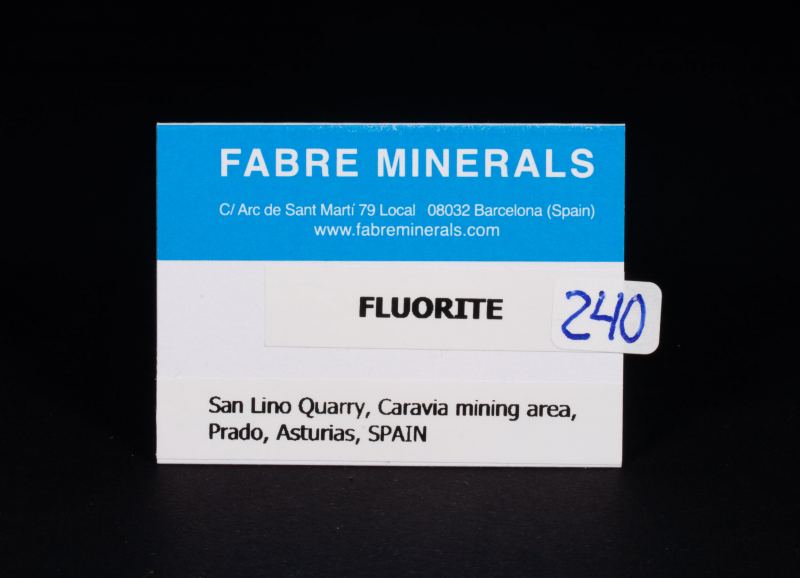 FABRE MINERALS
C/ Arc de Sant Martí 79 Local 08032 Barcelona (Spain)
www.fabreminerals.com
FLUORITE
240
San Lino Quarry, Caravia mining area,
Prado, Asturias, SPAIN